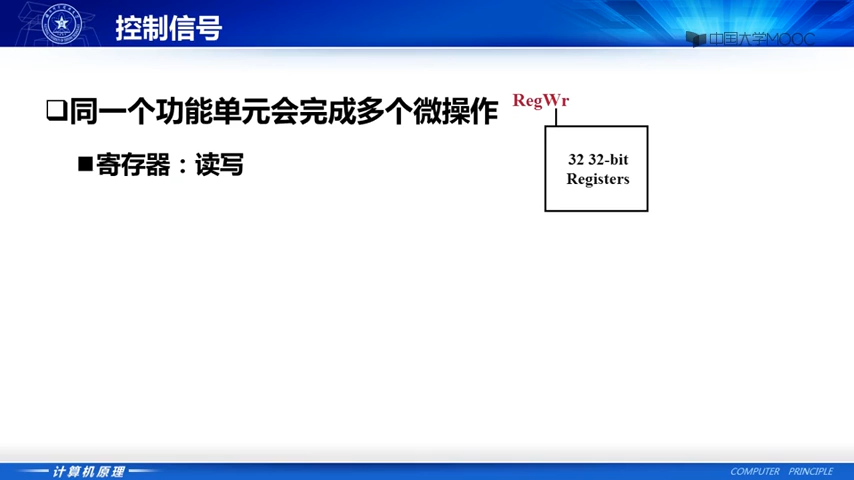 控制信号
中国大学MOOC
❑同一个功能单元会完成多个微操作
RegWr
■寄存器：读写
32 32-bit
Registers
计算机原理
COMPUTER PRINCIPLE